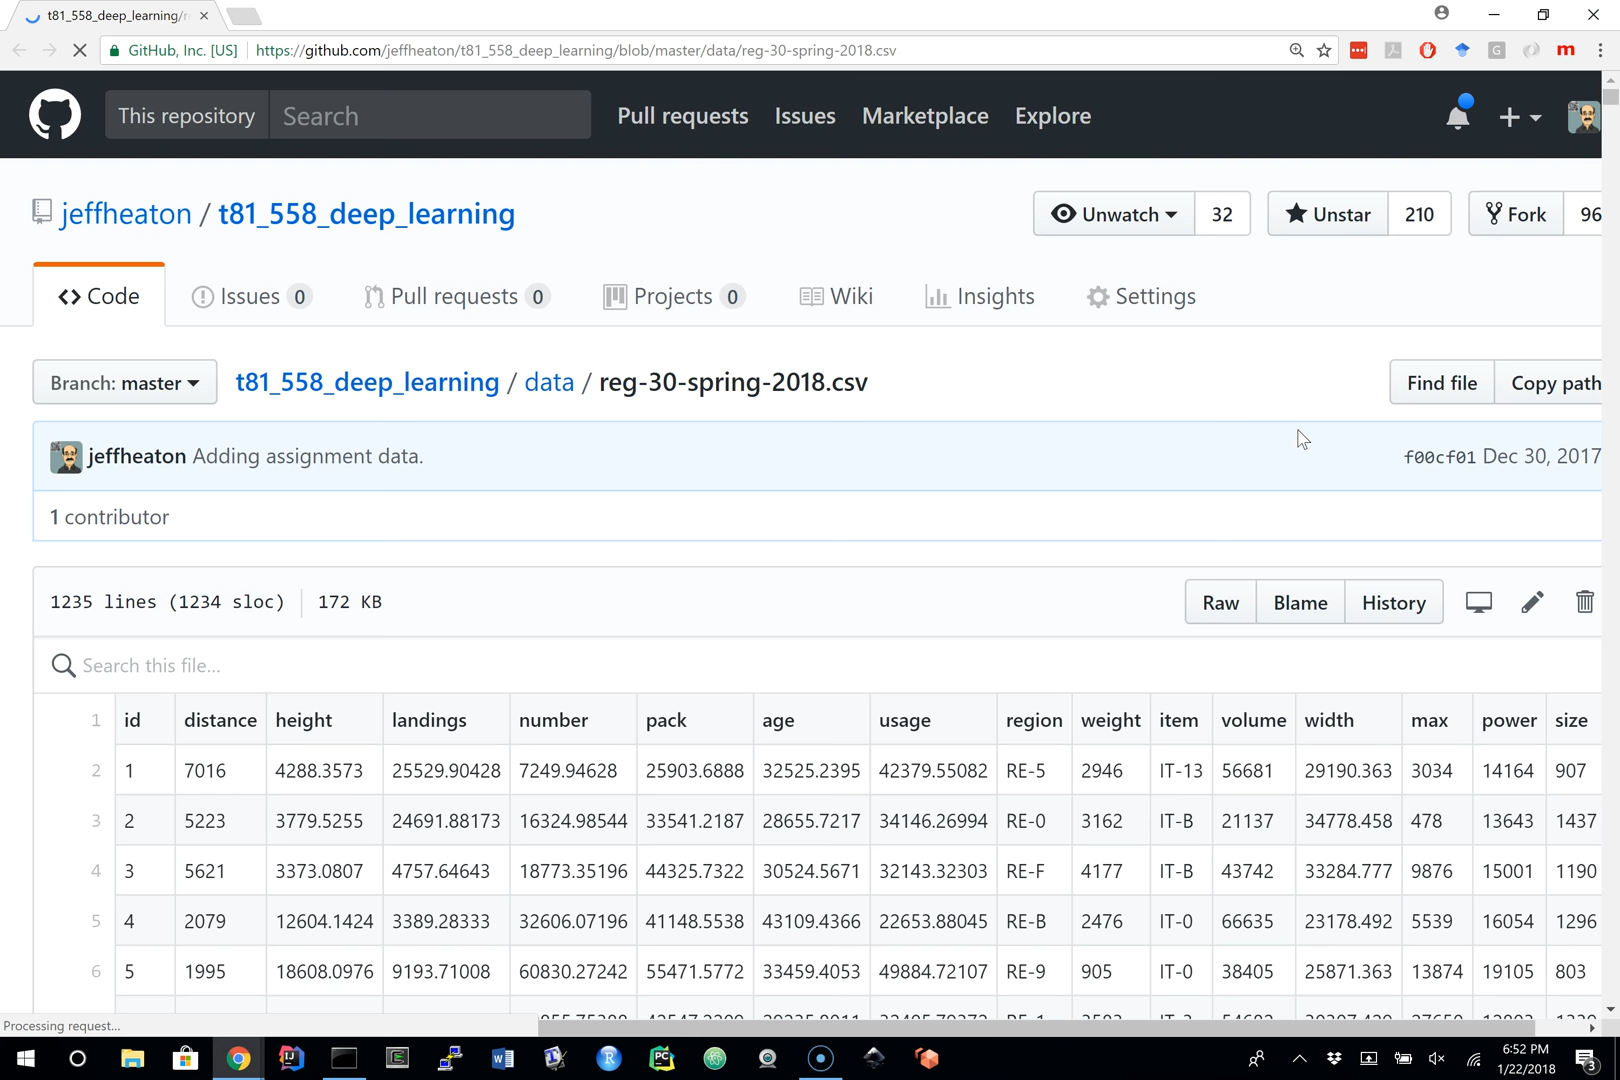 t81_558_deep_learning/
GitHub, Inc. [US] https://github.com/jeffheaton/t81_558_deep_learning/blob/master/data/reg-30-spring-2018.csv
This repository Search Pull requests Issues Marketplace Explore
jeffheaton / t81_558_deep_learning Unwatch 32 Unstar 210 Fork 96
Code Issues 0 Pull requests 0 Projects 0 Wiki Insights Settings
Branch: master t81_558_deep_learning / data / reg-30-spring-2018.csv Find file Copy path
jeffheaton Adding assignment data. f00cf01 Dec 30, 2017
1 contributor
1235 lines (1234 sloc) 172 KB Raw Blame History
Search this file...
1 id distance height landings number pack age usage region weight item volume width max power size
2 1 7016 4288.3573 25529.90428 7249.94628 25903.6888 32525.2395 42379.55082 RE-5 2946 IT-13 56681 29190.363 3034 14164 907
3 2 5223 3779.5255 24691.88173 16324.98544 33541.2187 28655.7217 34146.26994 RE-0 3162 IT-B 21137 34778.458 478 13643 1437
4 3 5621 3373.0807 4757.64643 18773.35196 44325.7322 30524.5671 32143.32303 RE-F 4177 IT-B 43742 33284.777 9876 15001 1190
5 4 2079 12604.1424 3389.28333 32606.07196 41148.5538 43109.4366 22653.88045 RE-B 2476 IT-0 66635 23178.492 5539 16054 1296
6 5 1995 18608.0976 9193.71008 60830.27242 55471.5772 33459.4053 49884.72107 RE-9 905 IT-0 38405 25871.363 13874 19105 803
Processing request...
6:52 PM
1/22/2018
3